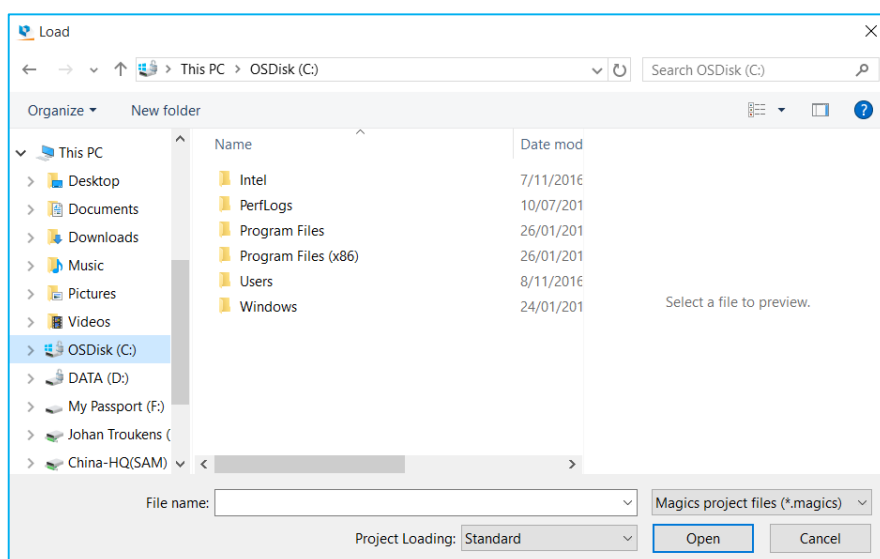 Load
This PC > OSDisk (C:)
Search OSDisk (C:)
Organize
New folder
This PC
Desktop
Documents
Downloads
Music
Pictures
Videos
OSDisk (C:)
DATA (D:)
My Passport (F:)
Johan Troukens (
China-HQ(SAM)
Name Date mod
Intel 7/11/2016
PerfLogs 10/07/201
Program Files 26/01/201
Program Files (x86) 26/01/201
Users 8/11/2016
Windows 24/01/201
Select a file to preview.
File name:
Magics project files (*.magics)
Project Loading: Standard
Open
Cancel